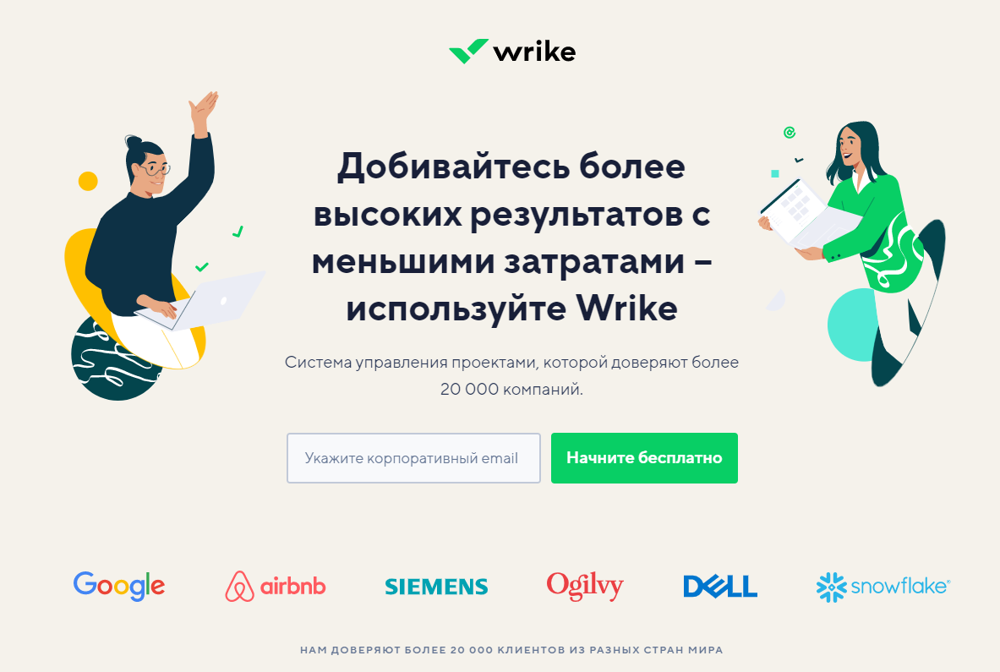 wrike
Добивайтесь более
высоких результатов с
меньшими затратами –
используйте Wrike
Система управления проектами, которой доверяют более
20 000 компаний.
Укажите корпоративный email
Начните бесплатно
Google
airbnb
SIEMENS
Ogilvy
DELL
snowflake®
НАМ ДОВЕРЯЮТ БОЛЕЕ 20 000 КЛИЕНТОВ ИЗ РАЗНЫХ СТРАН МИРА